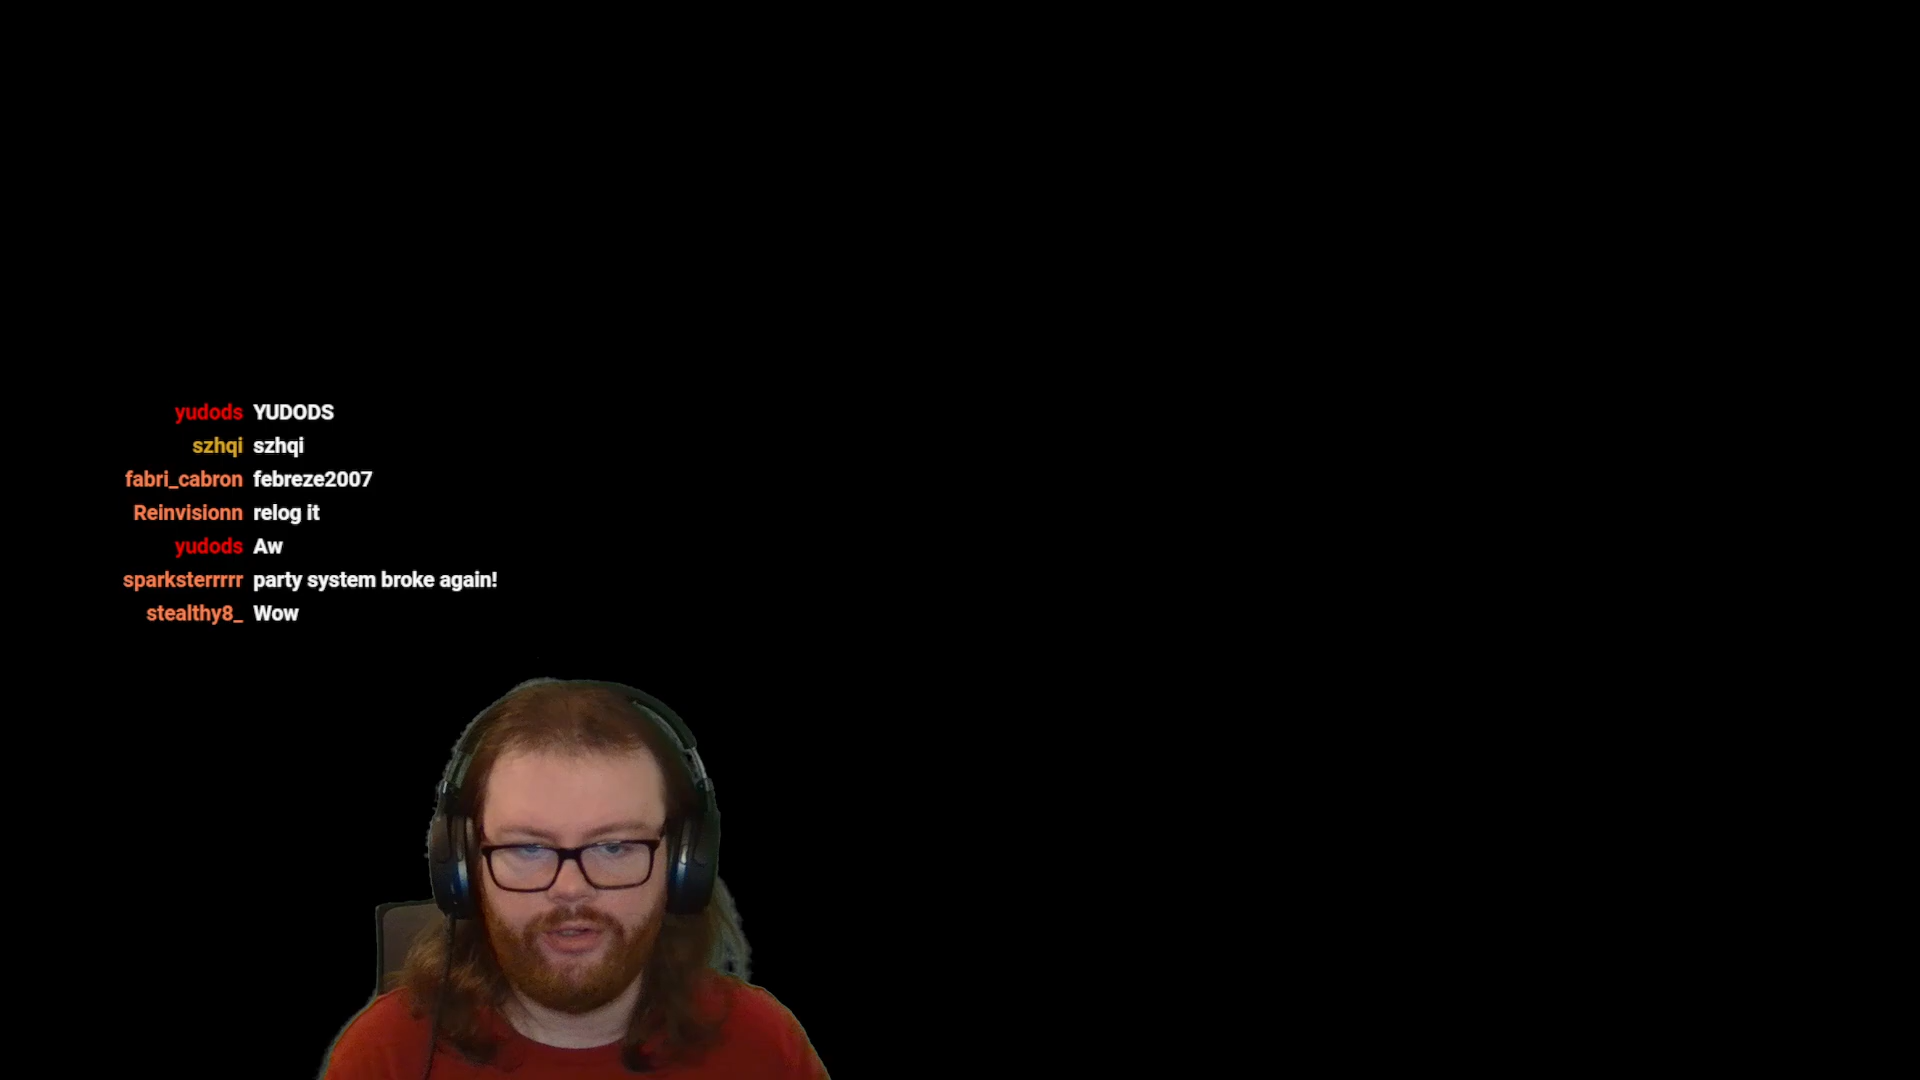 yudods YUDODS
szhqi szhqi
fabri_cabron febreze2007
Reinvisionn relog it
yudods Aw
sparksterrrrr party system broke again!
stealthy8_ Wow